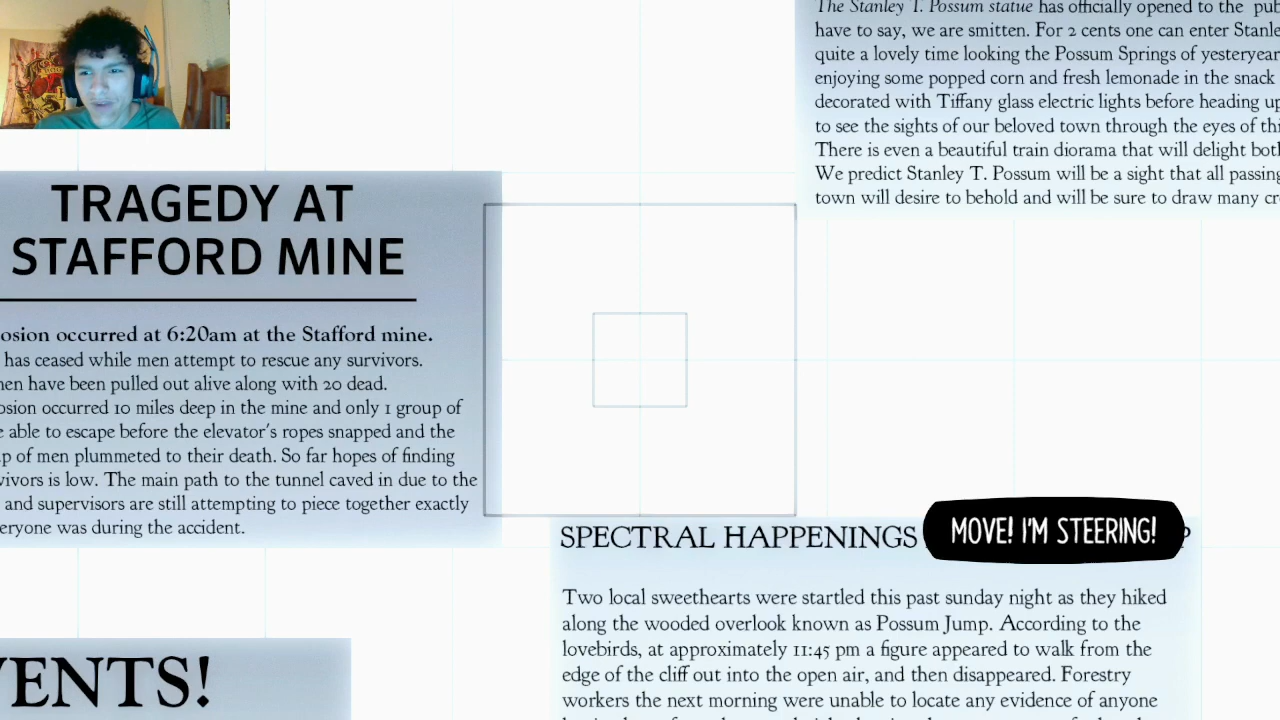 The Stanley T. Possum statue has officially opened to the pub
have to say, we are smitten. For 2 cents one can enter Stanle
quite a lovely time looking the Possum Springs of yesteryear
enjoying some popped corn and fresh lemonade in the snack
decorated with Tiffany glass electric lights before heading up
to see the sights of our beloved town through the eyes of thi
There is even a beautiful train diorama that will delight both
We predict Stanley T. Possum will be a sight that all passing
town will desire to behold and will be sure to draw many cr
TRAGEDY AT
STAFFORD MINE
osion occurred at 6:20am at the Stafford mine.
has ceased while men attempt to rescue any survivors.
men have been pulled out alive along with 20 dead.
osion occurred 10 miles deep in the mine and only 1 group of
e able to escape before the elevator's ropes snapped and the
up of men plummeted to their death. So far hopes of finding
vivors is low. The main path to the tunnel caved in due to the
and supervisors are still attempting to piece together exactly
eryone was during the accident.
SPECTRAL HAPPENINGS
MOVE! I'M STEERING!
Two local sweethearts were startled this past sunday night as they hiked
along the wooded overlook known as Possum Jump. According to the
lovebirds, at approximately 11:45 pm a figure appeared to walk from the
edge of the cliff out into the open air, and then disappeared. Forestry
workers the next morning were unable to locate any evidence of anyone
VENTS!